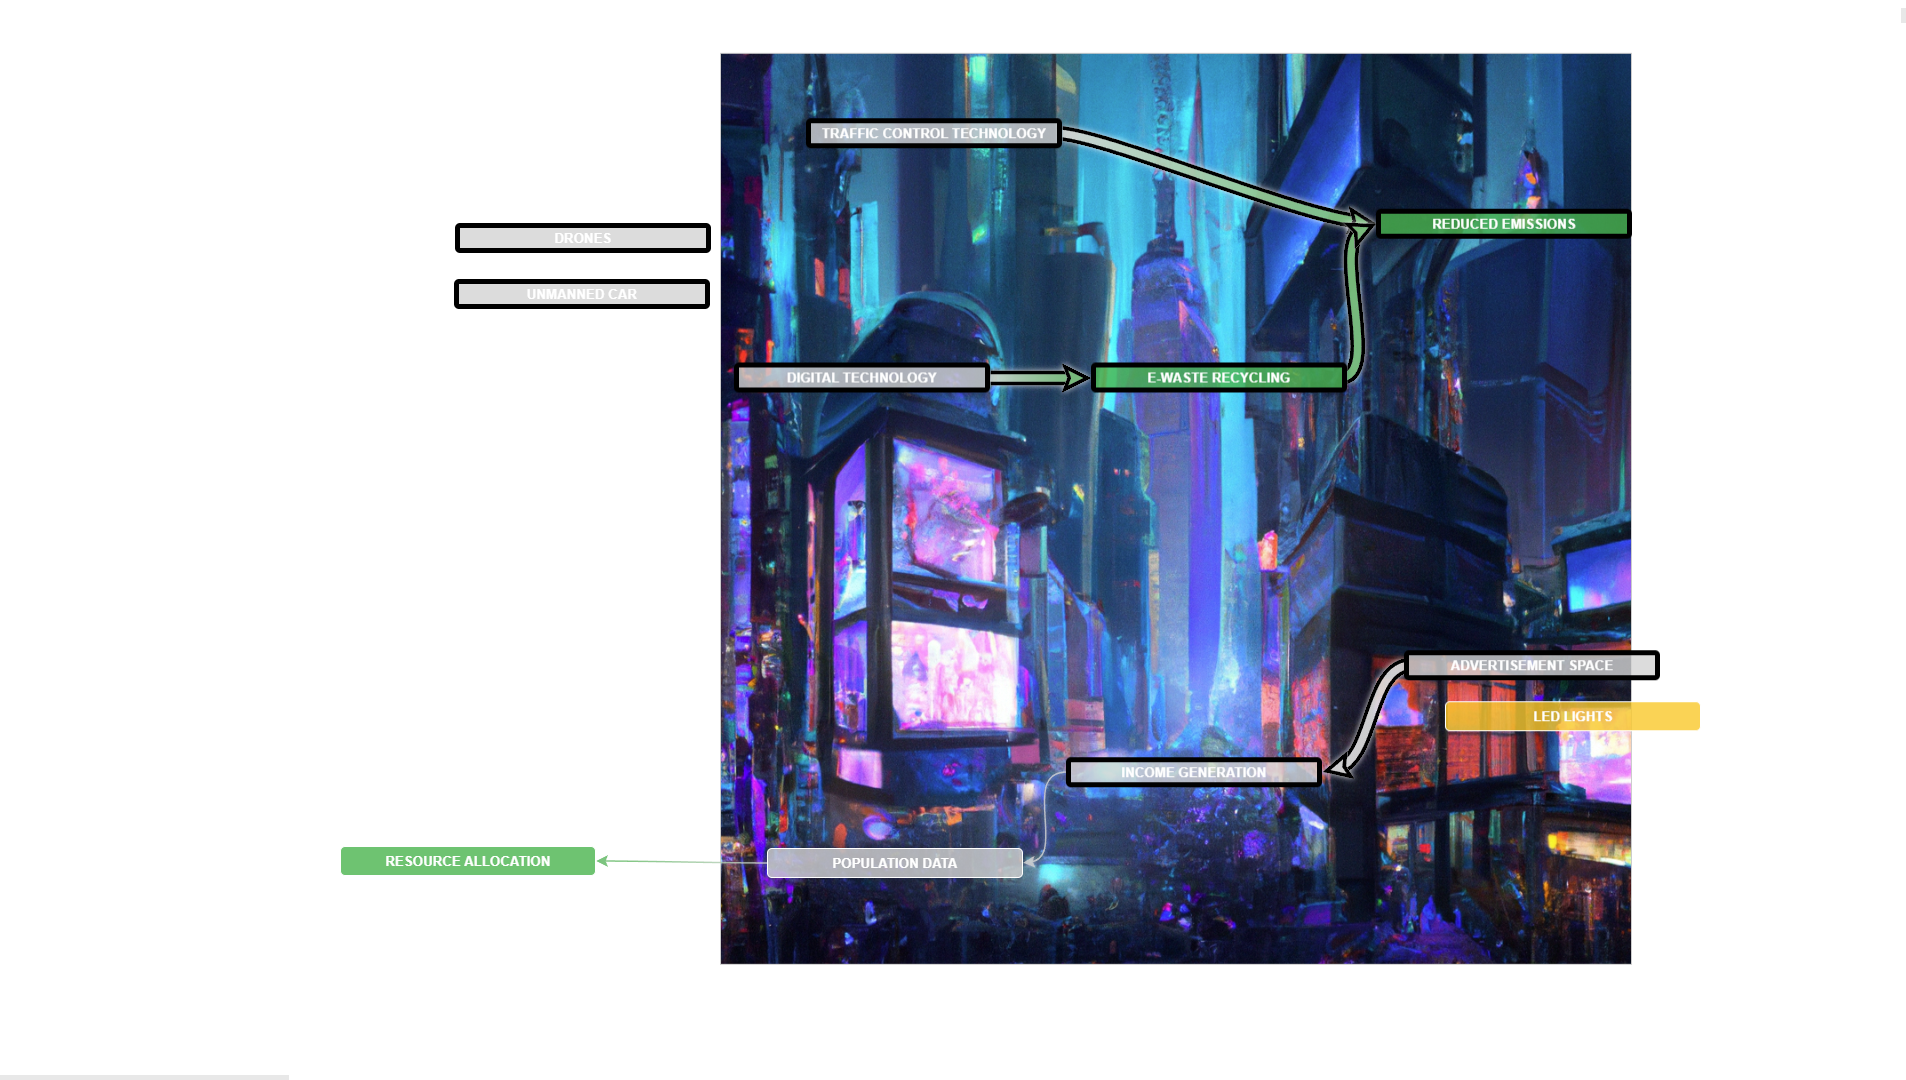 TRAFFIC CONTROL TECHNOLOGY
REDUCED EMISSIONS
DRONES
UNMANNED CAR
DIGITAL TECHNOLOGY
E-WASTE RECYCLING
ADVERTISEMENT SPACE
LED LIGHTS
INCOME GENERATION
RESOURCE ALLOCATION
POPULATION DATA